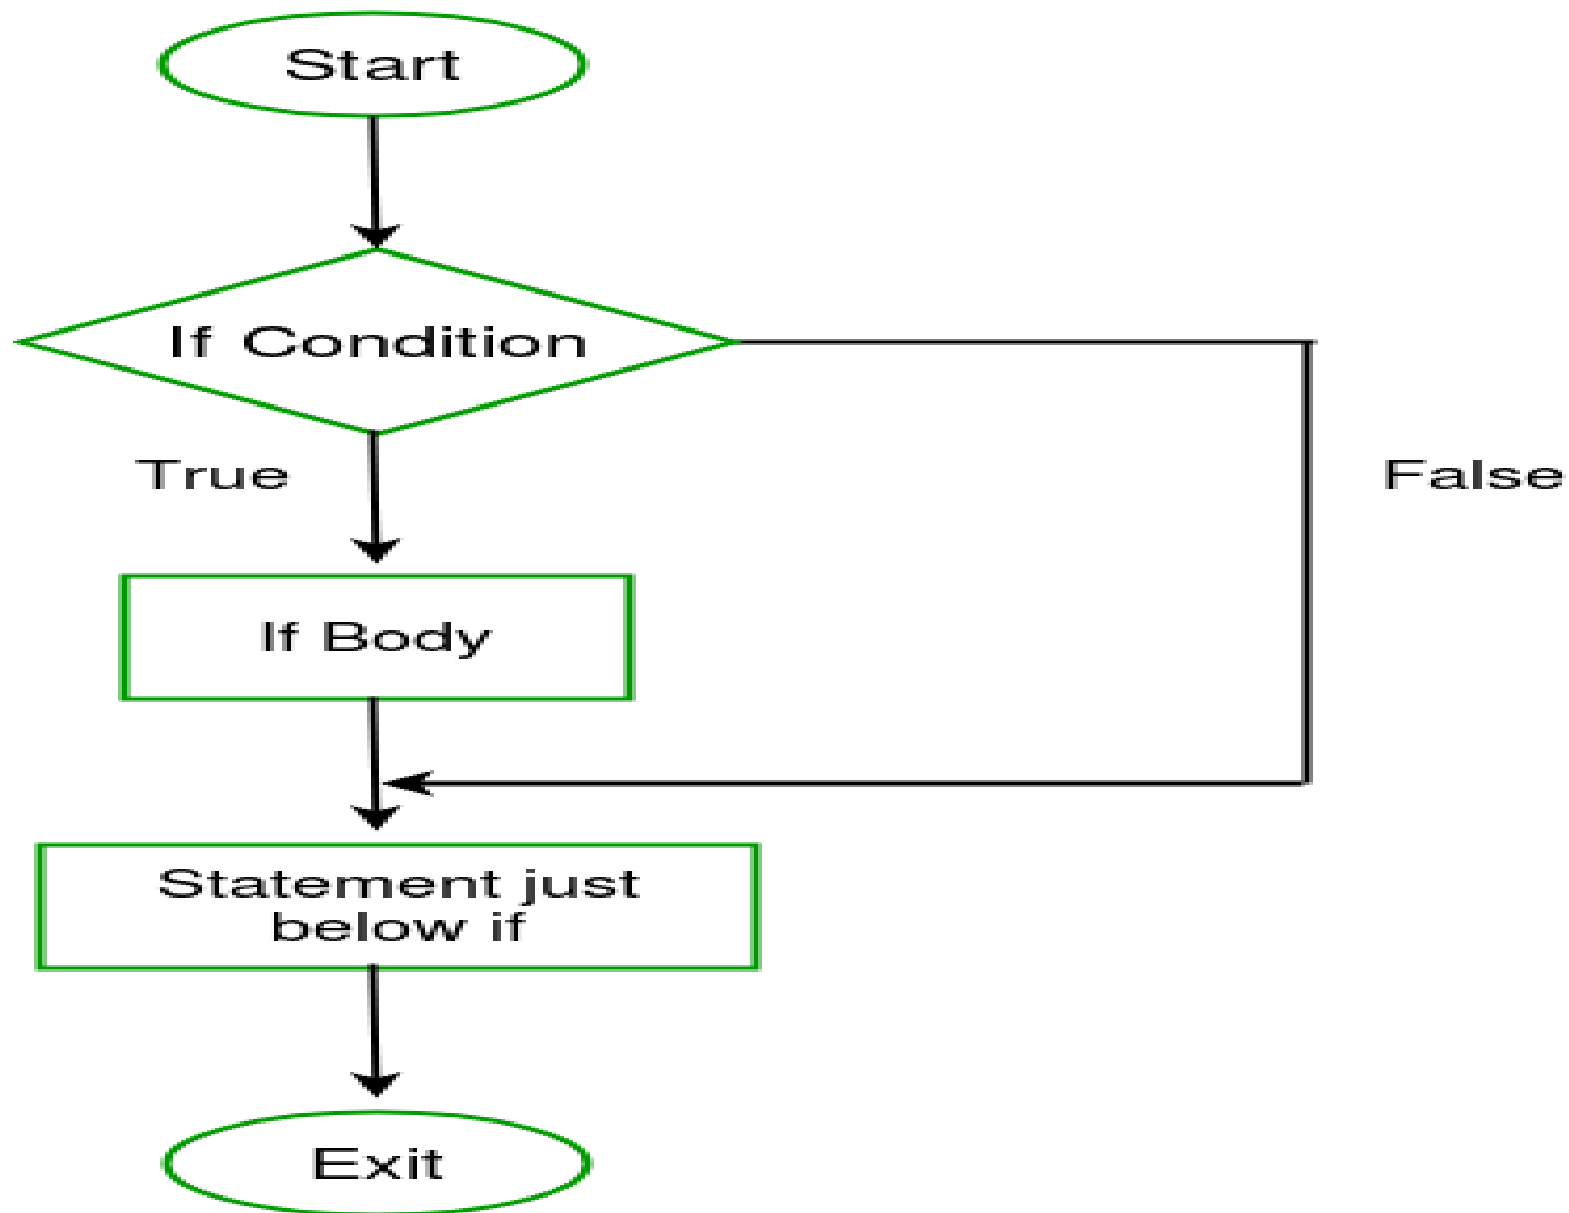 Start
If Condition
True
False
If Body
Statement just
below if
Exit